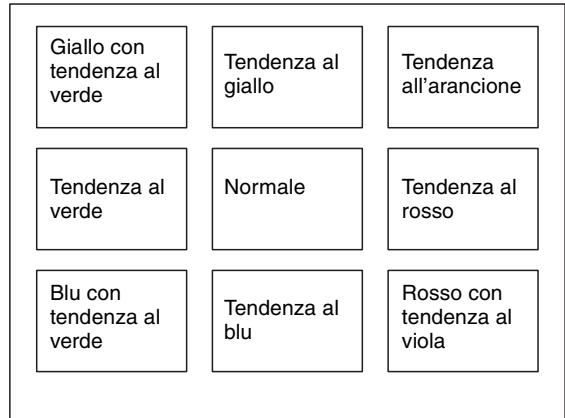 Giallo con
tendenza al
verde
Tendenza al
giallo
Tendenza
all'arancione
Tendenza al
verde
Normale
Tendenza al
rosso
Blu con
tendenza al
verde
Tendenza al
blu
Rosso con
tendenza al
viola